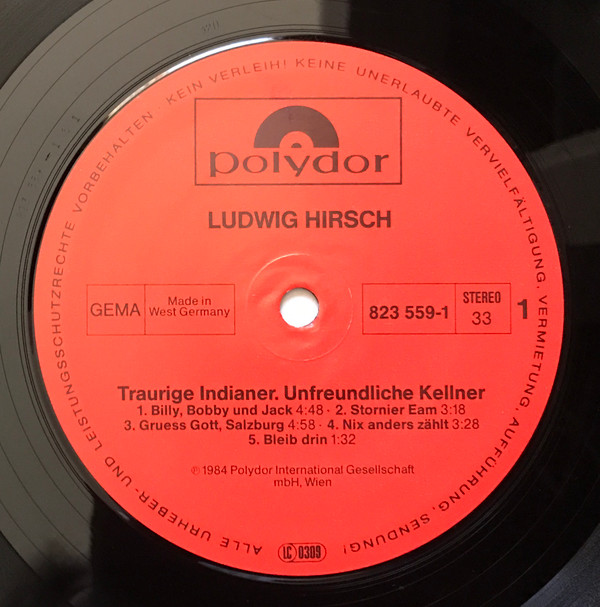 ALLE URHEBER- UND LEISTUNGSSCHUTZRECHTE VORBEHALTEN · KEIN VERLEIH! KEINE UNERLAUBTE VERVIELFÄLTIGUNG, VERMIETUNG, AUFFÜHRUNG, SENDUNG!
polydor
LUDWIG HIRSCH
GEMA
Made in
West Germany
823 559-1
STEREO
33
1
Traurige Indianer. Unfreundliche Kellner
1. Billy, Bobby und Jack 4:48 · 2. Stornier Eam 3:18
3. Gruess Gott, Salzburg 4:58 · 4. Nix anders zählt 3:28
5. Bleib drin 1:32
℗ 1984 Polydor International Gesellschaft
mbH, Wien
LC 0309